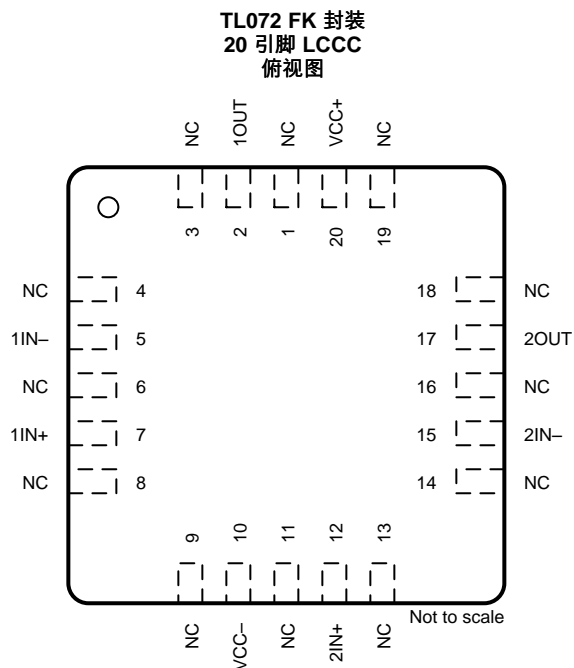 TL072 FK 封装
20 引脚 LCCC
俯视图
NC
1OUT
NC
VCC+
NC
3
2
1
20
19
NC 4
18 NC
1IN– 5
17 2OUT
NC 6
16 NC
1IN+ 7
15 2IN–
NC 8
14 NC
9
10
11
12
13
NC
VCC–
NC
2IN+
NC
Not to scale